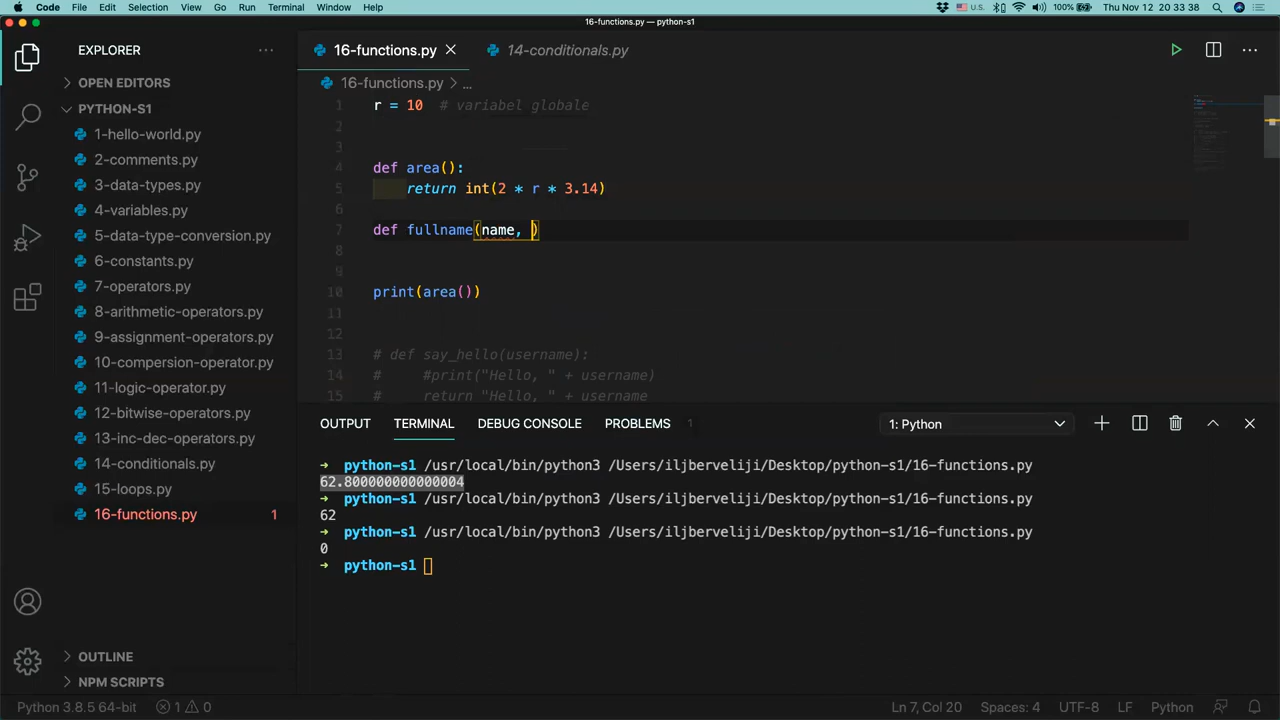 Code File Edit Selection View Go Run Terminal Window Help U.S. 100% Thu Nov 12 20 33 38
16-functions.py — python-s1
EXPLORER
16-functions.py
14-conditionals.py
OPEN EDITORS
16-functions.py > ...
PYTHON-S1
1-hello-world.py
2-comments.py
3-data-types.py
4-variables.py
5-data-type-conversion.py
6-constants.py
7-operators.py
8-arithmetic-operators.py
9-assignment-operators.py
10-compersion-operator.py
11-logic-operator.py
12-bitwise-operators.py
13-inc-dec-operators.py
14-conditionals.py
15-loops.py
16-functions.py 1
OUTLINE
NPM SCRIPTS
1 r = 10 # variabel globale
2
3
4 def area():
5 return int(2 * r * 3.14)
6
7 def fullname(name, )
8
9
10 print(area())
11
12
13 # def say_hello(username):
14 # #print("Hello, " + username)
15 # return "Hello, " + username
OUTPUT TERMINAL DEBUG CONSOLE PROBLEMS 1 1: Python
→ python-s1 /usr/local/bin/python3 /Users/iljberveliji/Desktop/python-s1/16-functions.py
62.800000000000004
→ python-s1 /usr/local/bin/python3 /Users/iljberveliji/Desktop/python-s1/16-functions.py
62
→ python-s1 /usr/local/bin/python3 /Users/iljberveliji/Desktop/python-s1/16-functions.py
0
→ python-s1
Python 3.8.5 64-bit 1 0 Ln 7, Col 20 Spaces: 4 UTF-8 LF Python